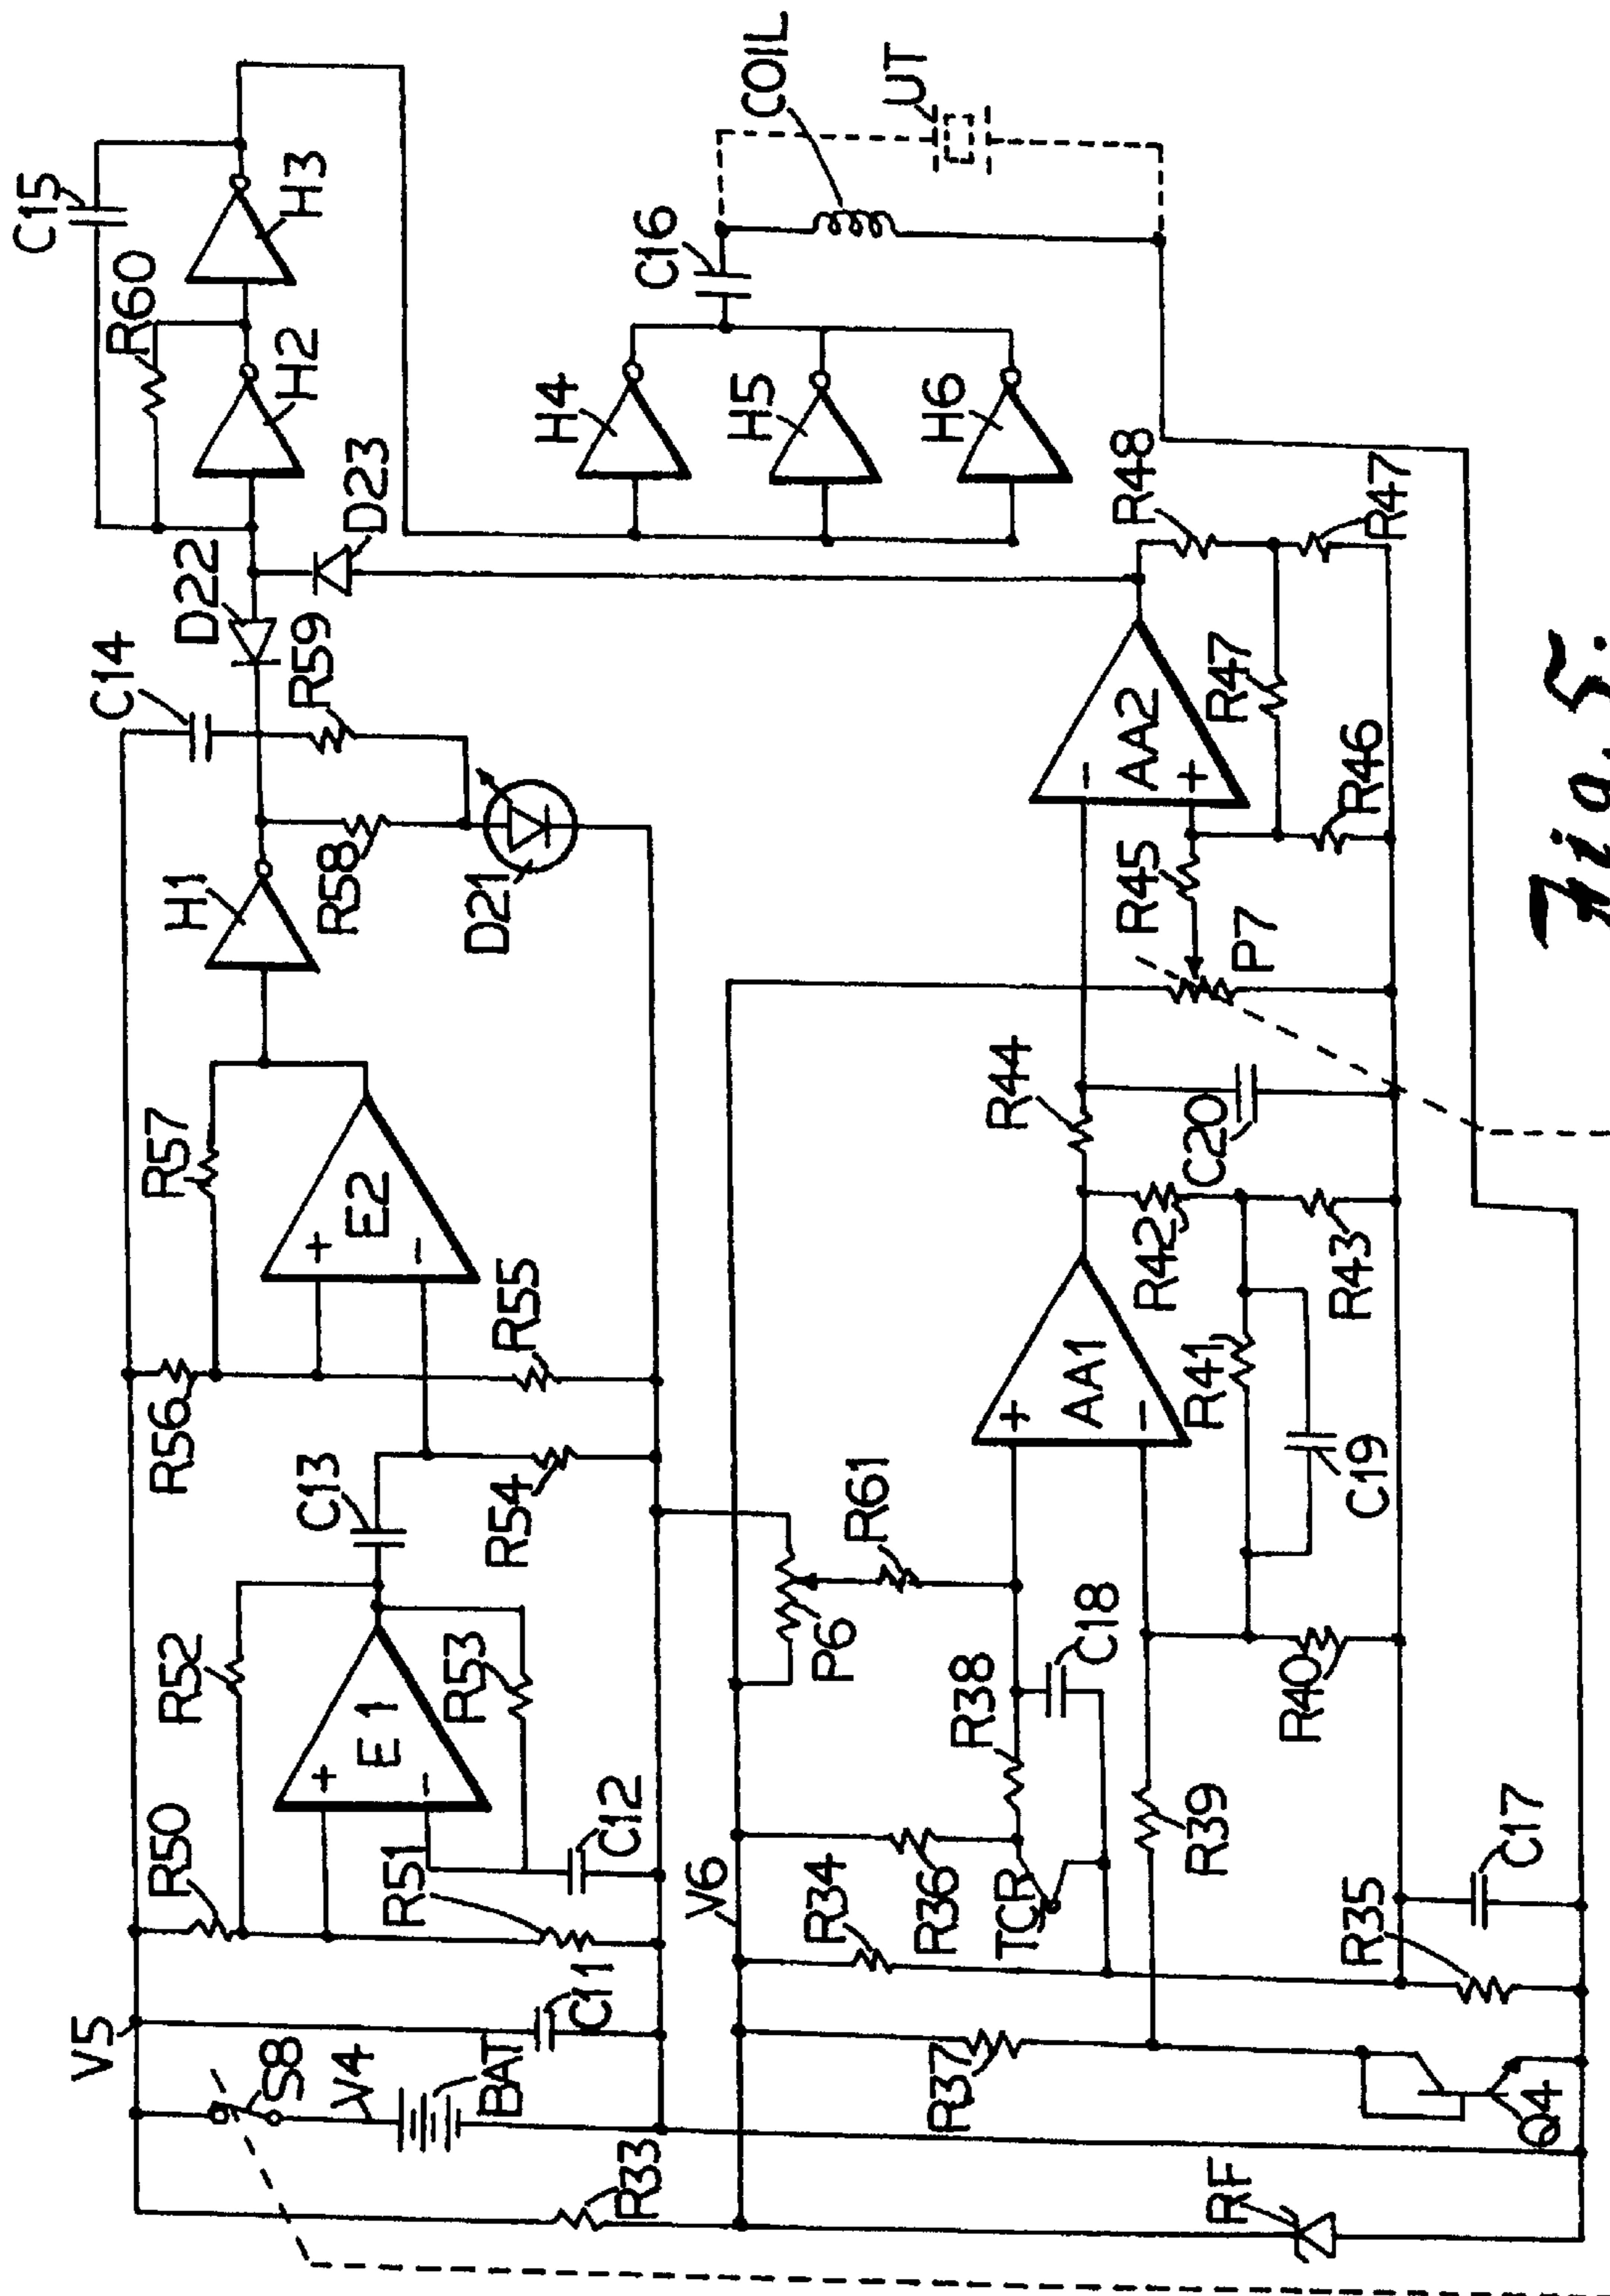 C15
R60
H3
H2
C14
D22
D23
R59
H1
R58
D21
R57
E2
+
-
R56
R55
C13
R54
R52
E1
+
-
R53
R50
R51
C12
V5
S8
V4
BAT
C11
R33
COIL
UT
C16
H4
H5
H6
R48
R47
AA2
-
+
R47
R46
R45
P7
R44
C20
R42
R43
AA1
+
-
R41
C19
R61
P6
R38
C18
R40
R39
V6
R34
R36
TCR
R35
C17
R37
Q4
RF
Fig. 5.